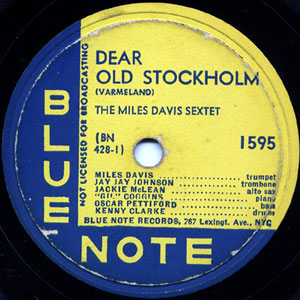 DEAR
OLD STOCKHOLM
(VARMELAND)
THE MILES DAVIS SEXTET
(BN
428-1)
1595
MILES DAVIS trumpet
JAY JAY JOHNSON trombone
JACKIE McLEAN alto sax
"GIL" COGGINS piano
OSCAR PETTIFORD bass
KENNY CLARKE drums
BLUE NOTE RECORDS, 767 Lexingt. Ave., NYC
BLUE
NOTE
NOT LICENSED FOR BROADCASTING